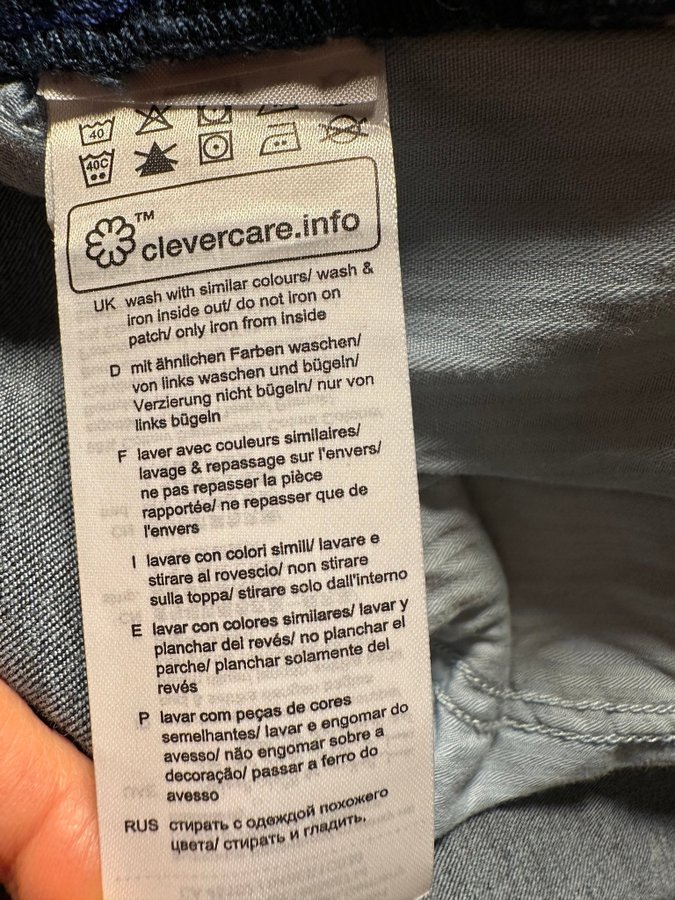 40
40C
™
clevercare.info
UK wash with similar colours/ wash &
iron inside out/ do not iron on
patch/ only iron from inside
D mit ähnlichen Farben waschen/
von links waschen und bügeln/
Verzierung nicht bügeln/ nur von
links bügeln
F laver avec couleurs similaires/
lavage & repassage sur l'envers/
ne pas repasser la pièce
rapportée/ ne repasser que de
l'envers
I lavare con colori simili/ lavare e
stirare al rovescio/ non stirare
sulla toppa/ stirare solo dall'interno
E lavar con colores similares/ lavar y
planchar del revés/ no planchar el
parche/ planchar solamente del
revés
P lavar com peças de cores
semelhantes/ lavar e engomar do
avesso/ não engomar sobre a
decoração/ passar a ferro do
avesso
RUS стирать с одеждой похожего
цвета/ стирать и гладить,